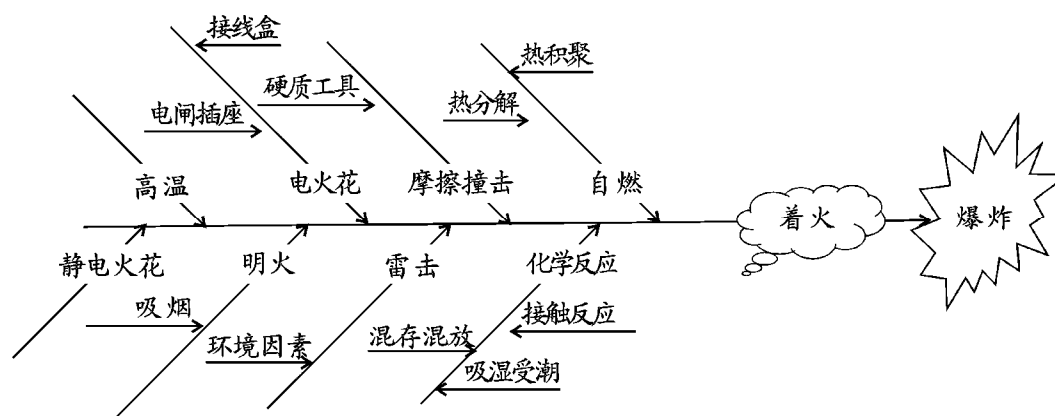 接线盒
热积聚
硬质工具
电闸插座
热分解
高温
电火花
摩擦撞击
自燃
着火
爆炸
静电火花
明火
雷击
化学反应
吸烟
接触反应
环境因素
混存混放
吸湿受潮